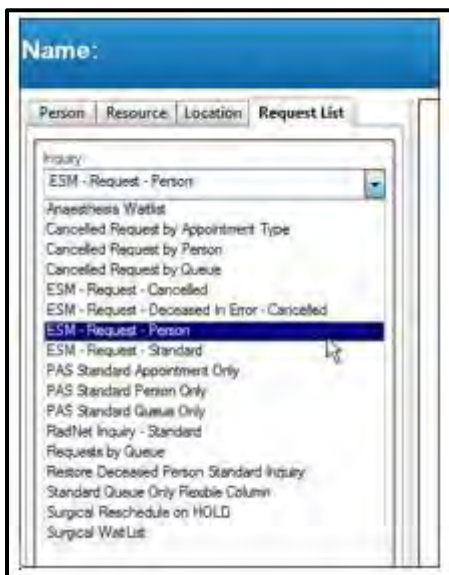 Name:
Person Resource Location Request List
Inquiry
ESM - Request - Person
Anaesthesia Waitlist
Cancelled Request by Appointment Type
Cancelled Request by Person
Cancelled Request by Queue
ESM - Request - Cancelled
ESM - Request - Deceased In Error - Cancelled
ESM - Request - Person
ESM - Request - Standard
PAS Standard Appointment Only
PAS Standard Person Only
PAS Standard Queue Only
RadNet Inquiry - Standard
Requests by Queue
Restore Deceased Person Standard Inquiry
Standard Queue Only Flexible Column
Surgical Reschedule on HOLD
Surgical WaitList